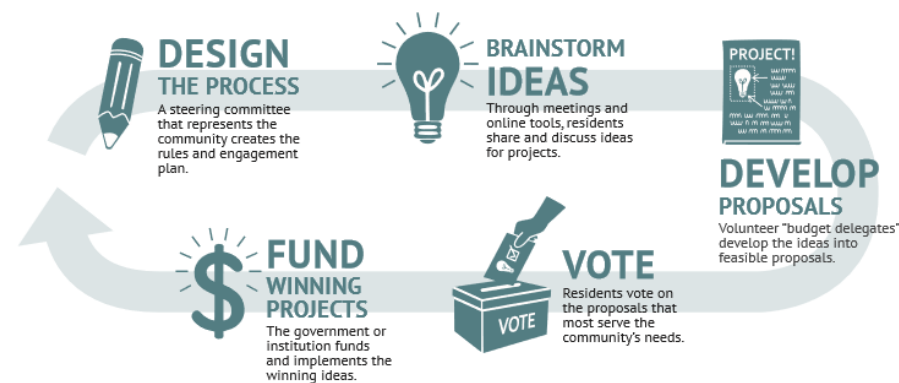 DESIGN
THE PROCESS
A steering committee
that represents the
community creates the
rules and engagement
plan.
BRAINSTORM
IDEAS
Through meetings and
online tools, residents
share and discuss ideas
for projects.
PROJECT!
DEVELOP
PROPOSALS
Volunteer "budget delegates"
develop the ideas into
feasible proposals.
VOTE
Residents vote on
the proposals that
most serve the
community's needs.
VOTE
FUND
WINNING
PROJECTS
The government or
institution funds
and implements the
winning ideas.